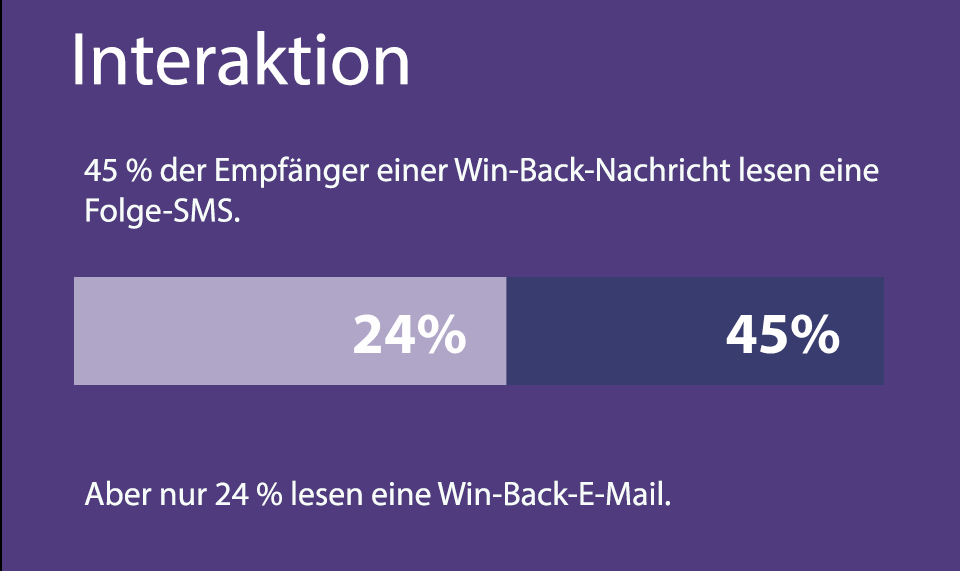 Interaktion
45 % der Empfänger einer Win-Back-Nachricht lesen eine
Folge-SMS.
24%
45%
Aber nur 24 % lesen eine Win-Back-E-Mail.